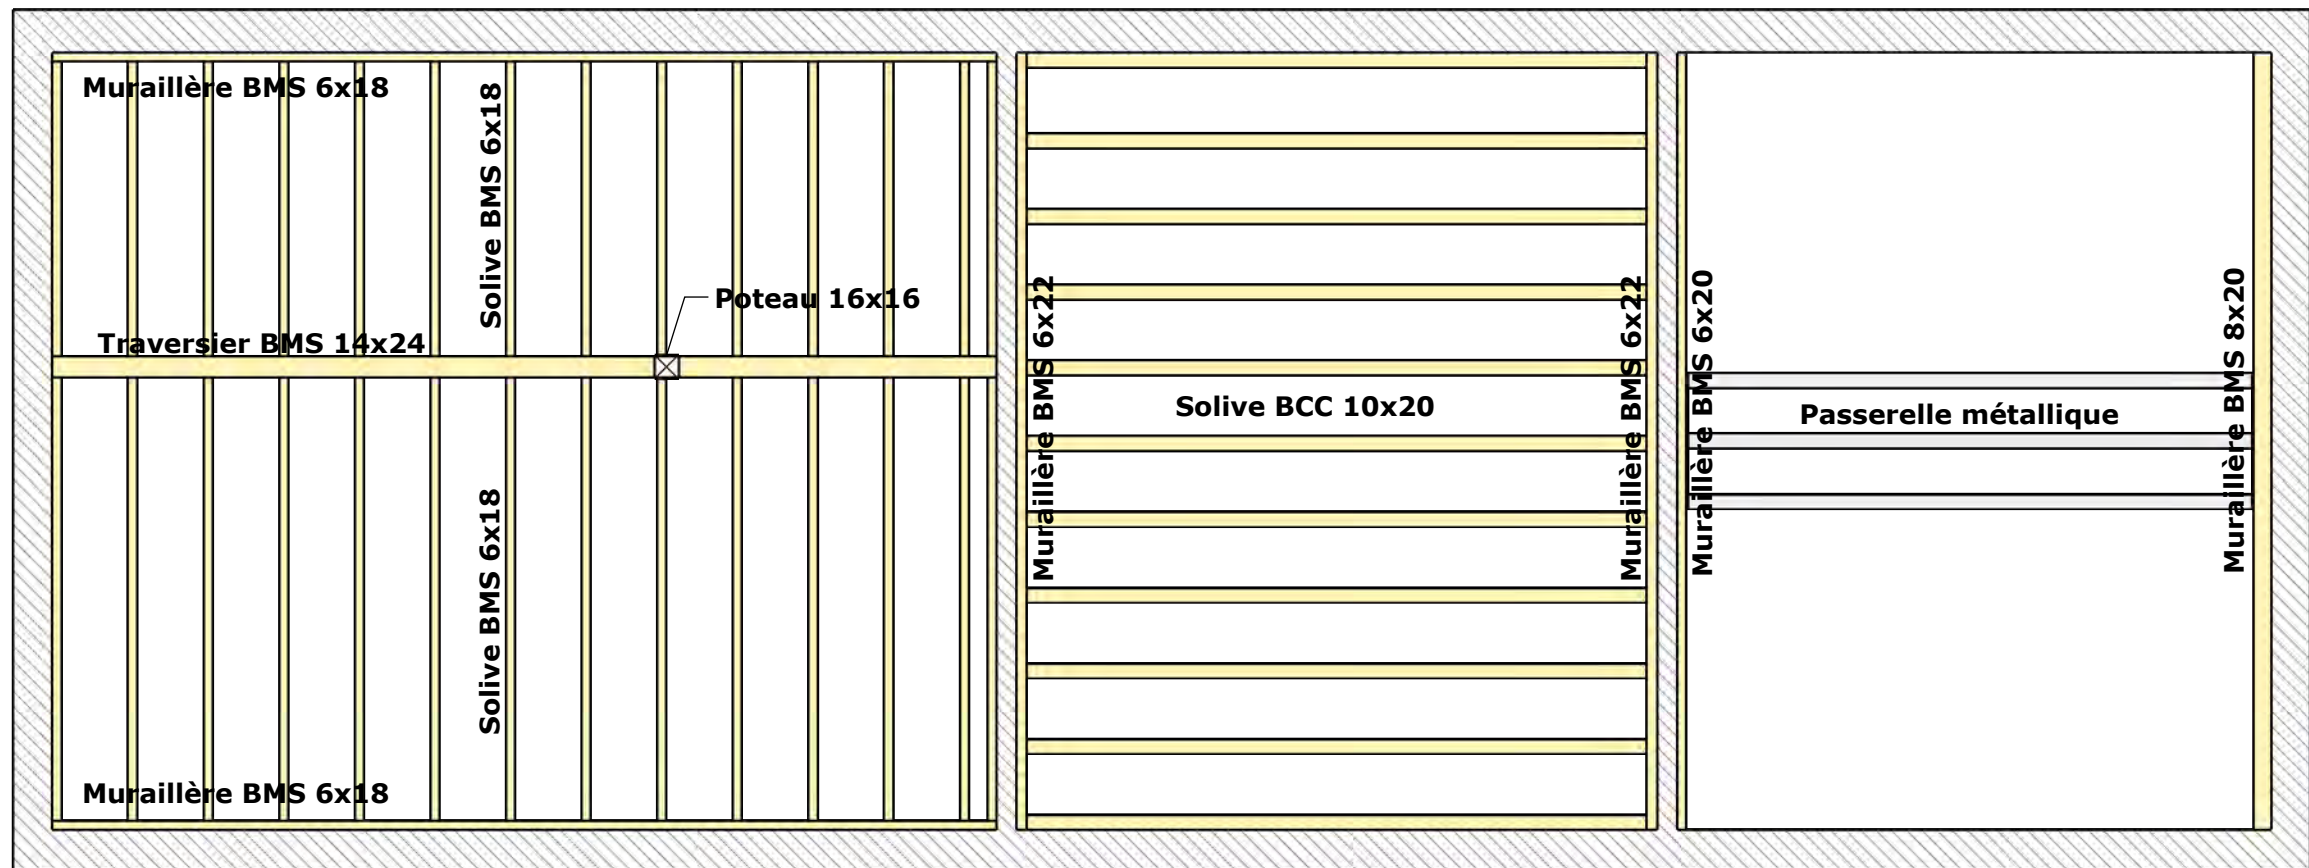 Muraillère BMS 6x18
Solive BMS 6x18
Poteau 16x16
Traversier BMS 14x24
Solive BMS 6x18
Muraillère BMS 6x18
Muraillère BMS 6x22
Solive BCC 10x20
Muraillère BMS 6x22
Muraillère BMS 6x20
Passerelle métallique
Muraillère BMS 8x20